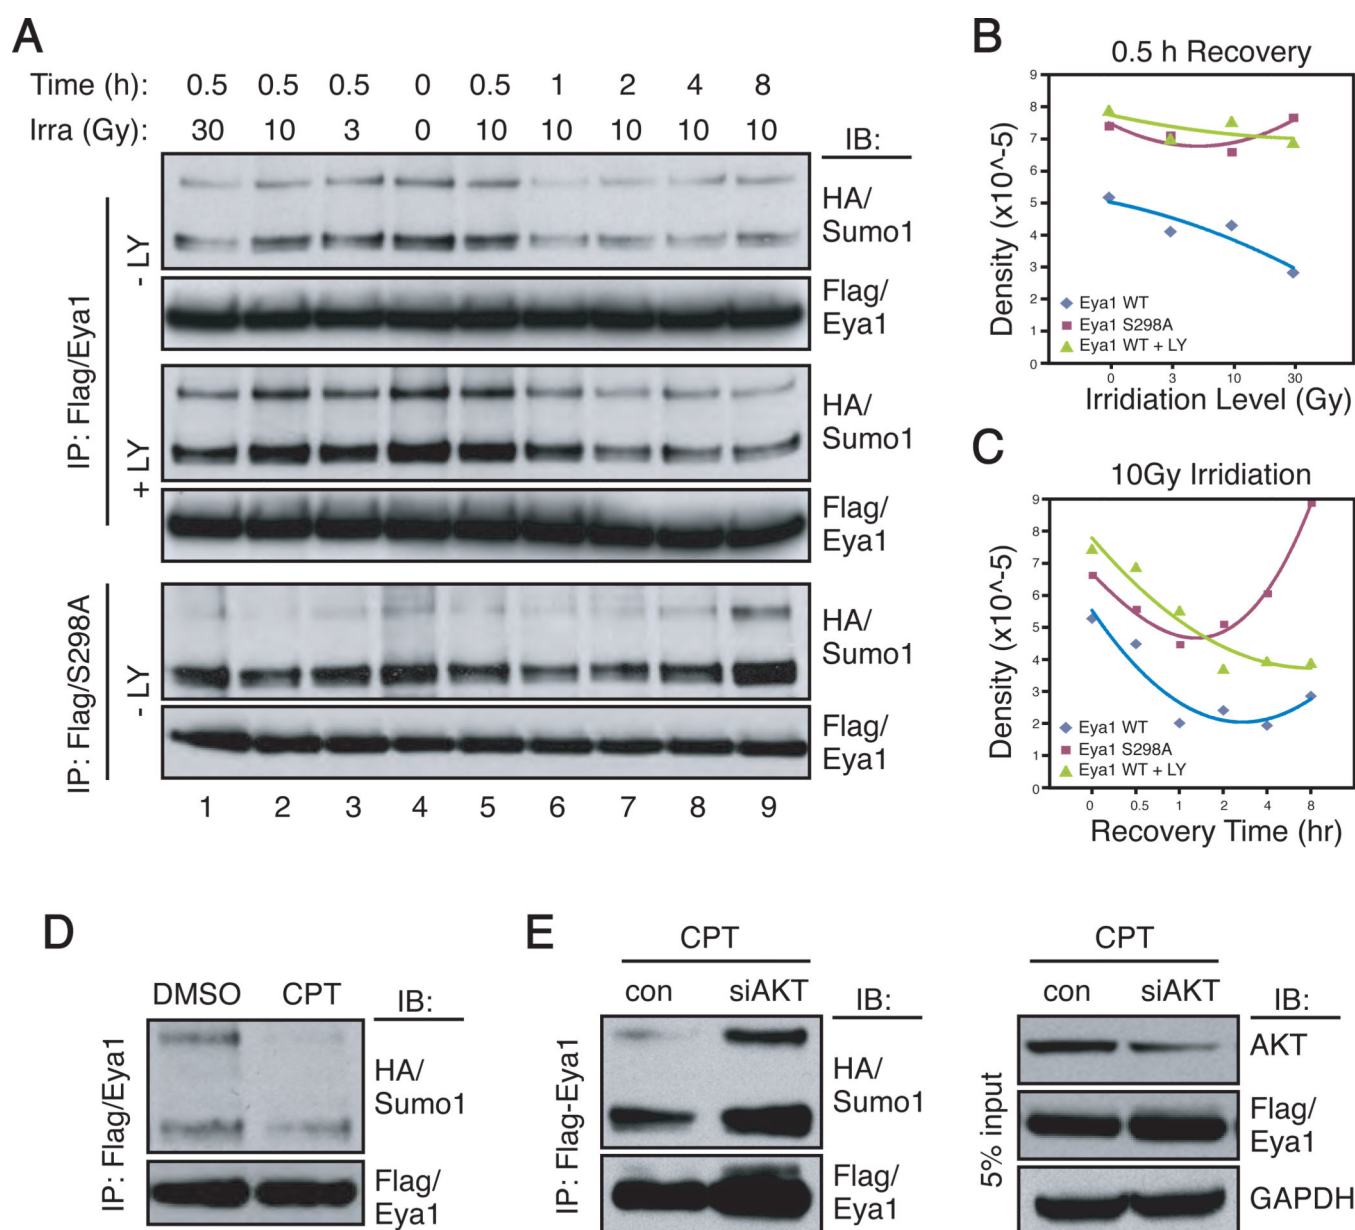 A
Time (h): 0.5 0.5 0.5 0 0.5 1 2 4 8
Irra (Gy): 30 10 3 0 10 10 10 10 10
IB:
IP: Flag/Eya1
- LY
HA/
Sumo1
Flag/
Eya1
+ LY
HA/
Sumo1
Flag/
Eya1
IP: Flag/S298A
- LY
HA/
Sumo1
Flag/
Eya1
1 2 3 4 5 6 7 8 9
B
0.5 h Recovery
Density (x10^-5)
9
8
7
6
5
4
3
2
1
0
Eya1 WT
Eya1 S298A
Eya1 WT + LY
0 3 10 30
Irridiation Level (Gy)
C
10Gy Irridiation
Density (x10^-5)
9
8
7
6
5
4
3
2
1
0
Eya1 WT
Eya1 S298A
Eya1 WT + LY
0 0.5 1 2 4 8
Recovery Time (hr)
D
DMSO CPT IB:
IP: Flag/Eya1
HA/
Sumo1
Flag/
Eya1
E
CPT
con siAKT IB:
IP: Flag-Eya1
HA/
Sumo1
Flag/
Eya1
CPT
con siAKT IB:
5% input
AKT
Flag/
Eya1
GAPDH